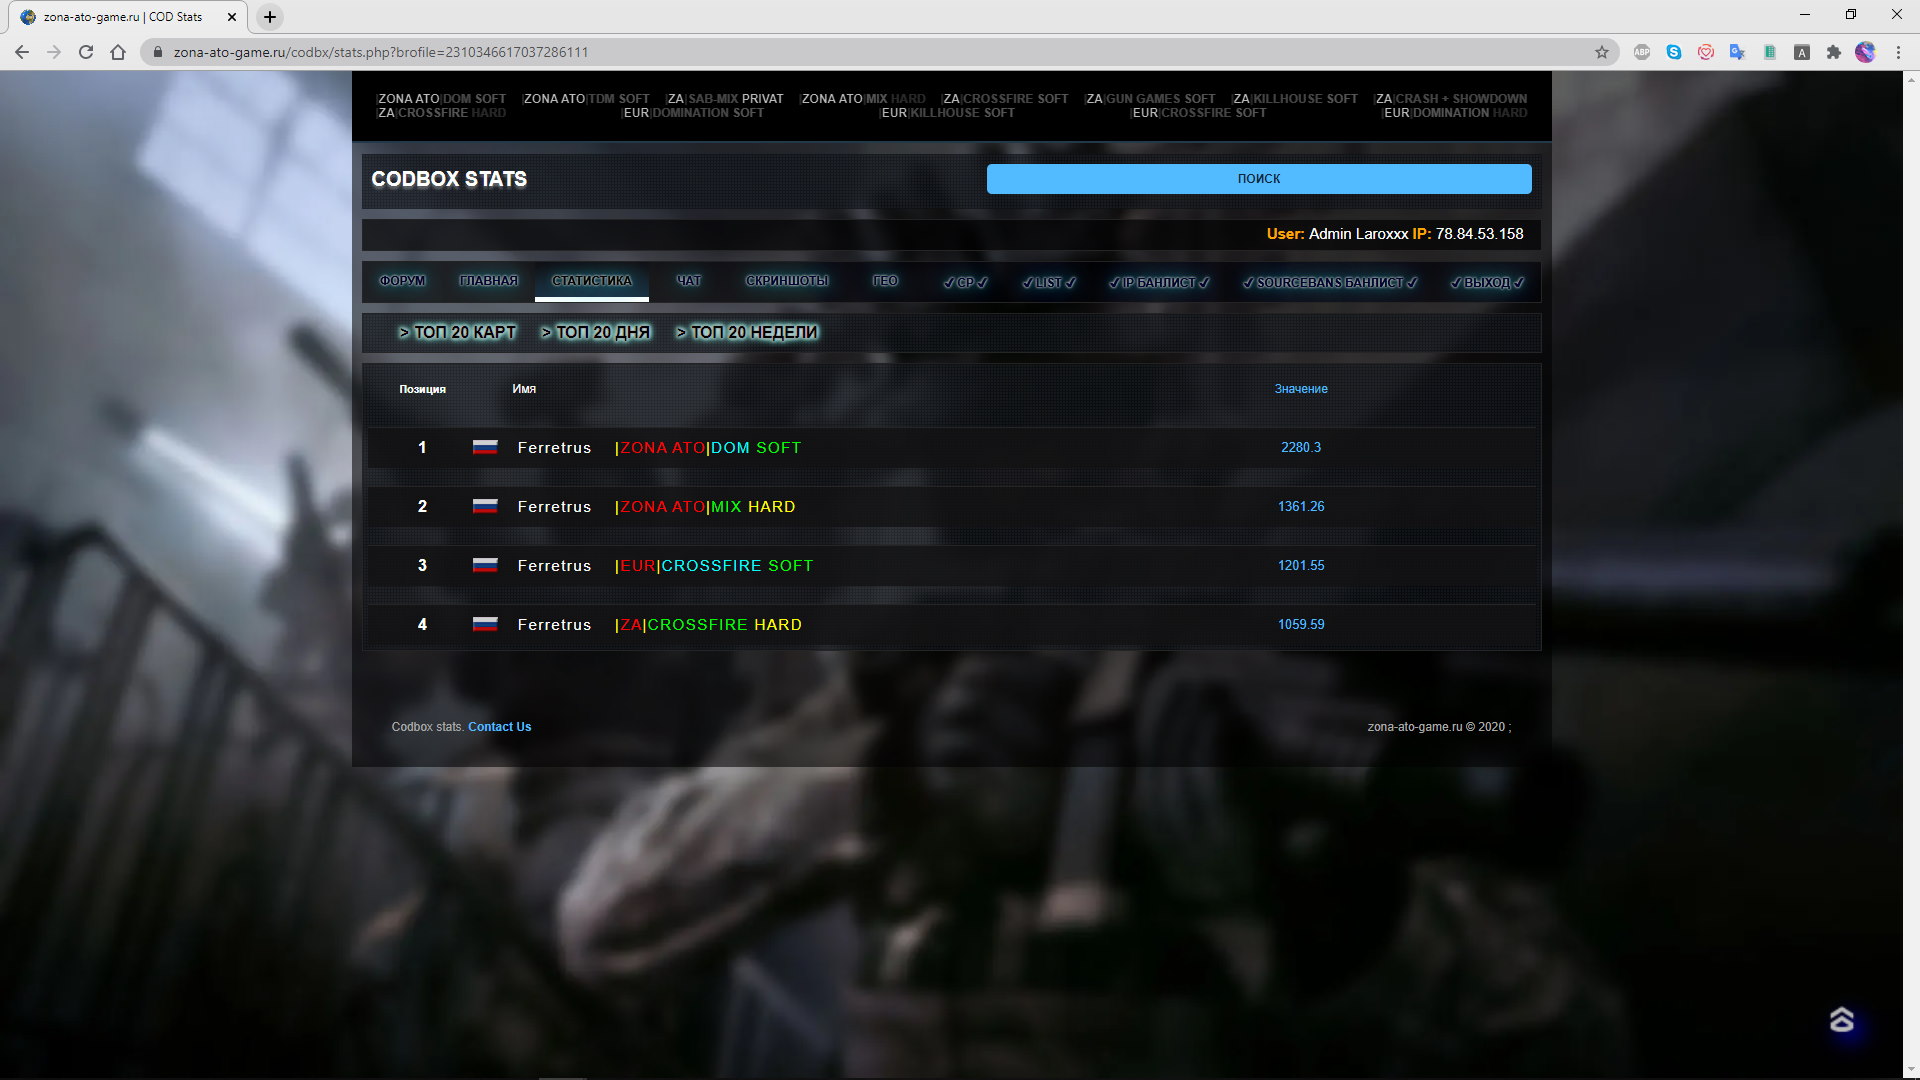 zona-ato-game.ru | COD Stats
zona-ato-game.ru/codbx/stats.php?brofile=2310346617037286111
|ZONA ATO|DOM SOFT |ZONA ATO|TDM SOFT |ZA|SAB-MIX PRIVAT |ZONA ATO|MIX HARD |ZA|CROSSFIRE SOFT |ZA|GUN GAMES SOFT |ZA|KILLHOUSE SOFT |ZA|CRASH + SHOWDOWN
|ZA|CROSSFIRE HARD |EUR|DOMINATION SOFT |EUR|KILLHOUSE SOFT |EUR|CROSSFIRE SOFT |EUR|DOMINATION HARD
CODBOX STATS ПОИСК
User: Admin Laroxxx IP: 78.84.53.158
ФОРУМ ГЛАВНАЯ СТАТИСТИКА ЧАТ СКРИНШОТЫ ГЕО ✓ CP ✓ ✓ LIST ✓ ✓ IP БАНЛИСТ ✓ ✓ SOURCEBANS БАНЛИСТ ✓ ✓ ВЫХОД ✓
> ТОП 20 КАРТ > ТОП 20 ДНЯ > ТОП 20 НЕДЕЛИ
Позиция Имя Значение
1 Ferretrus |ZONA ATO|DOM SOFT 2280.3
2 Ferretrus |ZONA ATO|MIX HARD 1361.26
3 Ferretrus |EUR|CROSSFIRE SOFT 1201.55
4 Ferretrus |ZA|CROSSFIRE HARD 1059.59
Codbox stats. Contact Us zona-ato-game.ru © 2020 ;